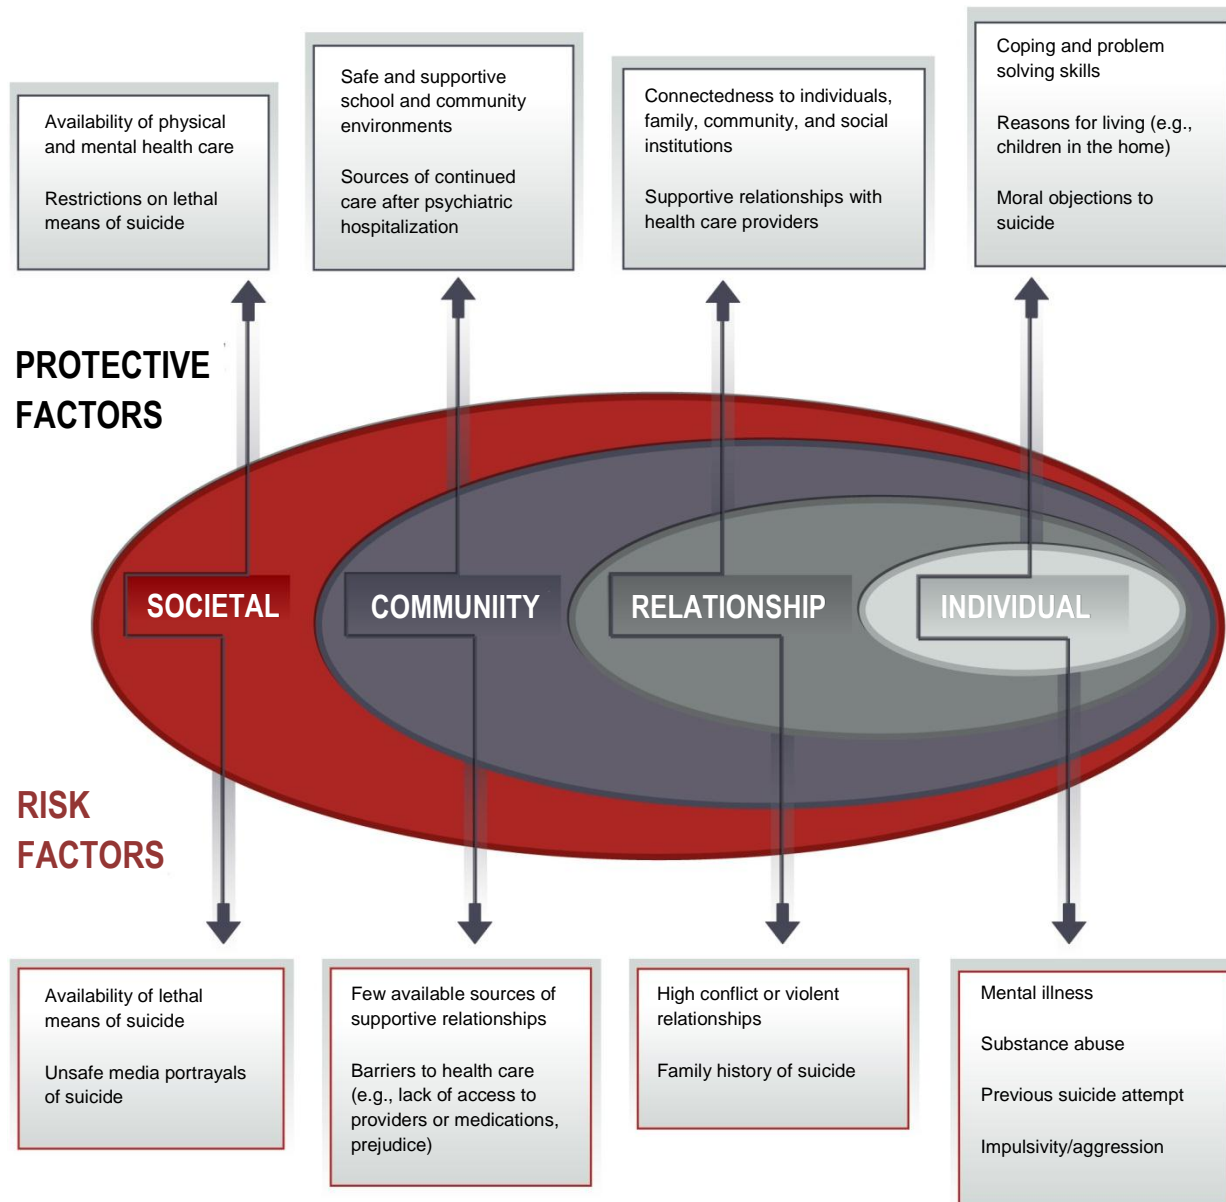 Availability of physical
and mental health care
Restrictions on lethal
means of suicide
Safe and supportive
school and community
environments
Sources of continued
care after psychiatric
hospitalization
Connectedness to individuals,
family, community, and social
institutions
Supportive relationships with
health care providers
Coping and problem
solving skills
Reasons for living (e.g.,
children in the home)
Moral objections to
suicide
PROTECTIVE
FACTORS
SOCIETAL
COMMUNIITY
RELATIONSHIP
INDIVIDUAL
RISK
FACTORS
Availability of lethal
means of suicide
Unsafe media portrayals
of suicide
Few available sources of
supportive relationships
Barriers to health care
(e.g., lack of access to
providers or medications,
prejudice)
High conflict or violent
relationships
Family history of suicide
Mental illness
Substance abuse
Previous suicide attempt
Impulsivity/aggression